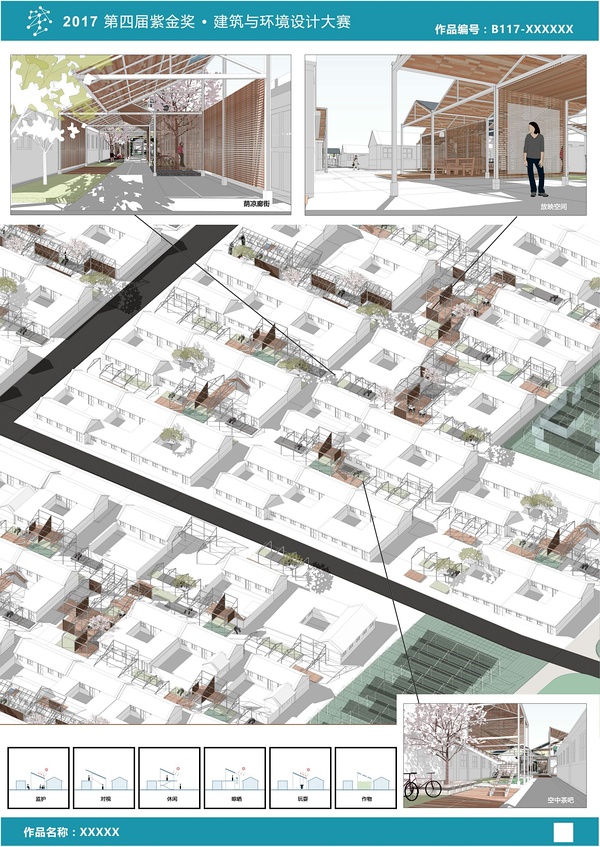 2017 第四届紫金奖 • 建筑与环境设计大赛
作品编号：B117-XXXXXX
荫凉廊街
放映空间
空中茶吧
监护
对视
休闲
晾晒
玩耍
作物
作品名称：XXXXX